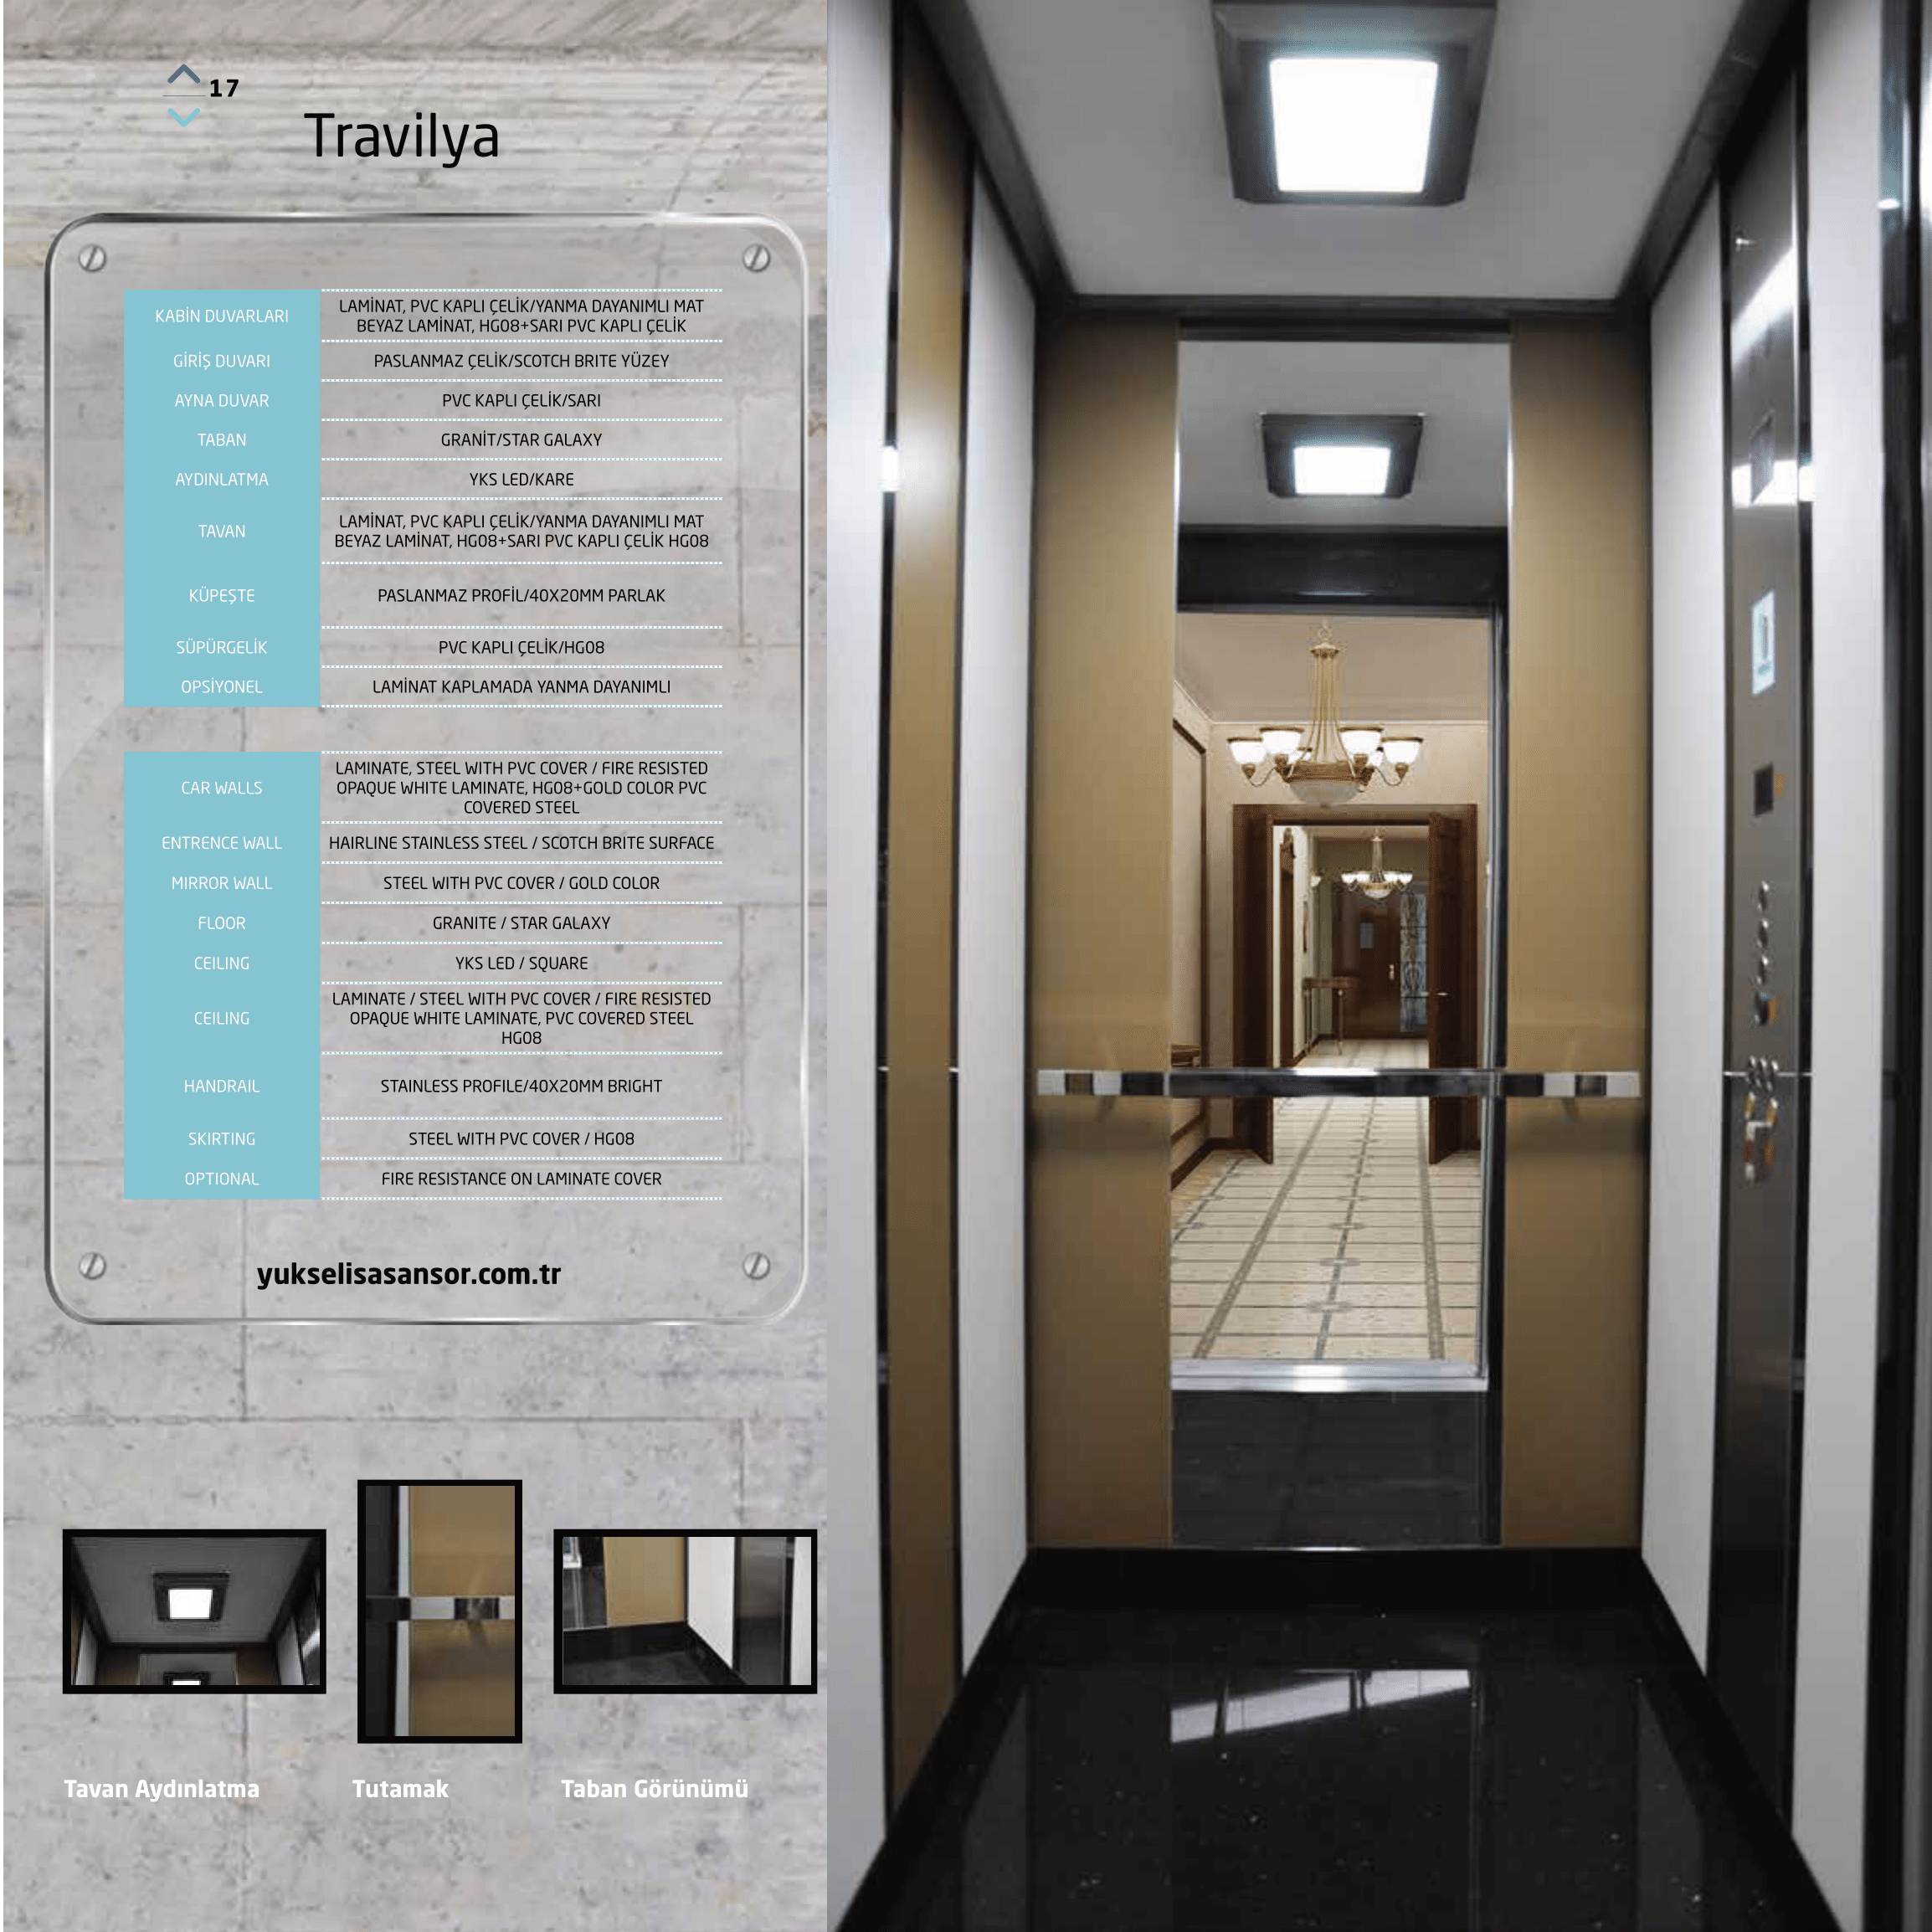 17
Travilya
KABİN DUVARLARI
LAMİNAT, PVC KAPLI ÇELİK/YANMA DAYANIMLI MAT
BEYAZ LAMİNAT, HG08+SARI PVC KAPLI ÇELİK
GİRİŞ DUVARI
PASLANMAZ ÇELİK/SCOTCH BRITE YÜZEY
AYNA DUVAR
PVC KAPLI ÇELİK/SARI
TABAN
GRANİT/STAR GALAXY
AYDINLATMA
YKS LED/KARE
TAVAN
LAMİNAT, PVC KAPLI ÇELİK/YANMA DAYANIMLI MAT
BEYAZ LAMİNAT, HG08+SARI PVC KAPLI ÇELİK HG08
KÜPEŞTE
PASLANMAZ PROFİL/40X20MM PARLAK
SÜPÜRGELİK
PVC KAPLI ÇELİK/HG08
OPSİYONEL
LAMİNAT KAPLAMADA YANMA DAYANIMLI
CAR WALLS
LAMINATE, STEEL WITH PVC COVER / FIRE RESISTED
OPAQUE WHITE LAMINATE, HG08+GOLD COLOR PVC
COVERED STEEL
ENTRENCE WALL
HAIRLINE STAINLESS STEEL / SCOTCH BRITE SURFACE
MIRROR WALL
STEEL WITH PVC COVER / GOLD COLOR
FLOOR
GRANITE / STAR GALAXY
CEILING
YKS LED / SQUARE
CEILING
LAMINATE / STEEL WITH PVC COVER / FIRE RESISTED
OPAQUE WHITE LAMINATE, PVC COVERED STEEL
HG08
HANDRAIL
STAINLESS PROFILE/40X20MM BRIGHT
SKIRTING
STEEL WITH PVC COVER / HG08
OPTIONAL
FIRE RESISTANCE ON LAMINATE COVER
yukselisasansor.com.tr
Tavan Aydınlatma
Tutamak
Taban Görünümü